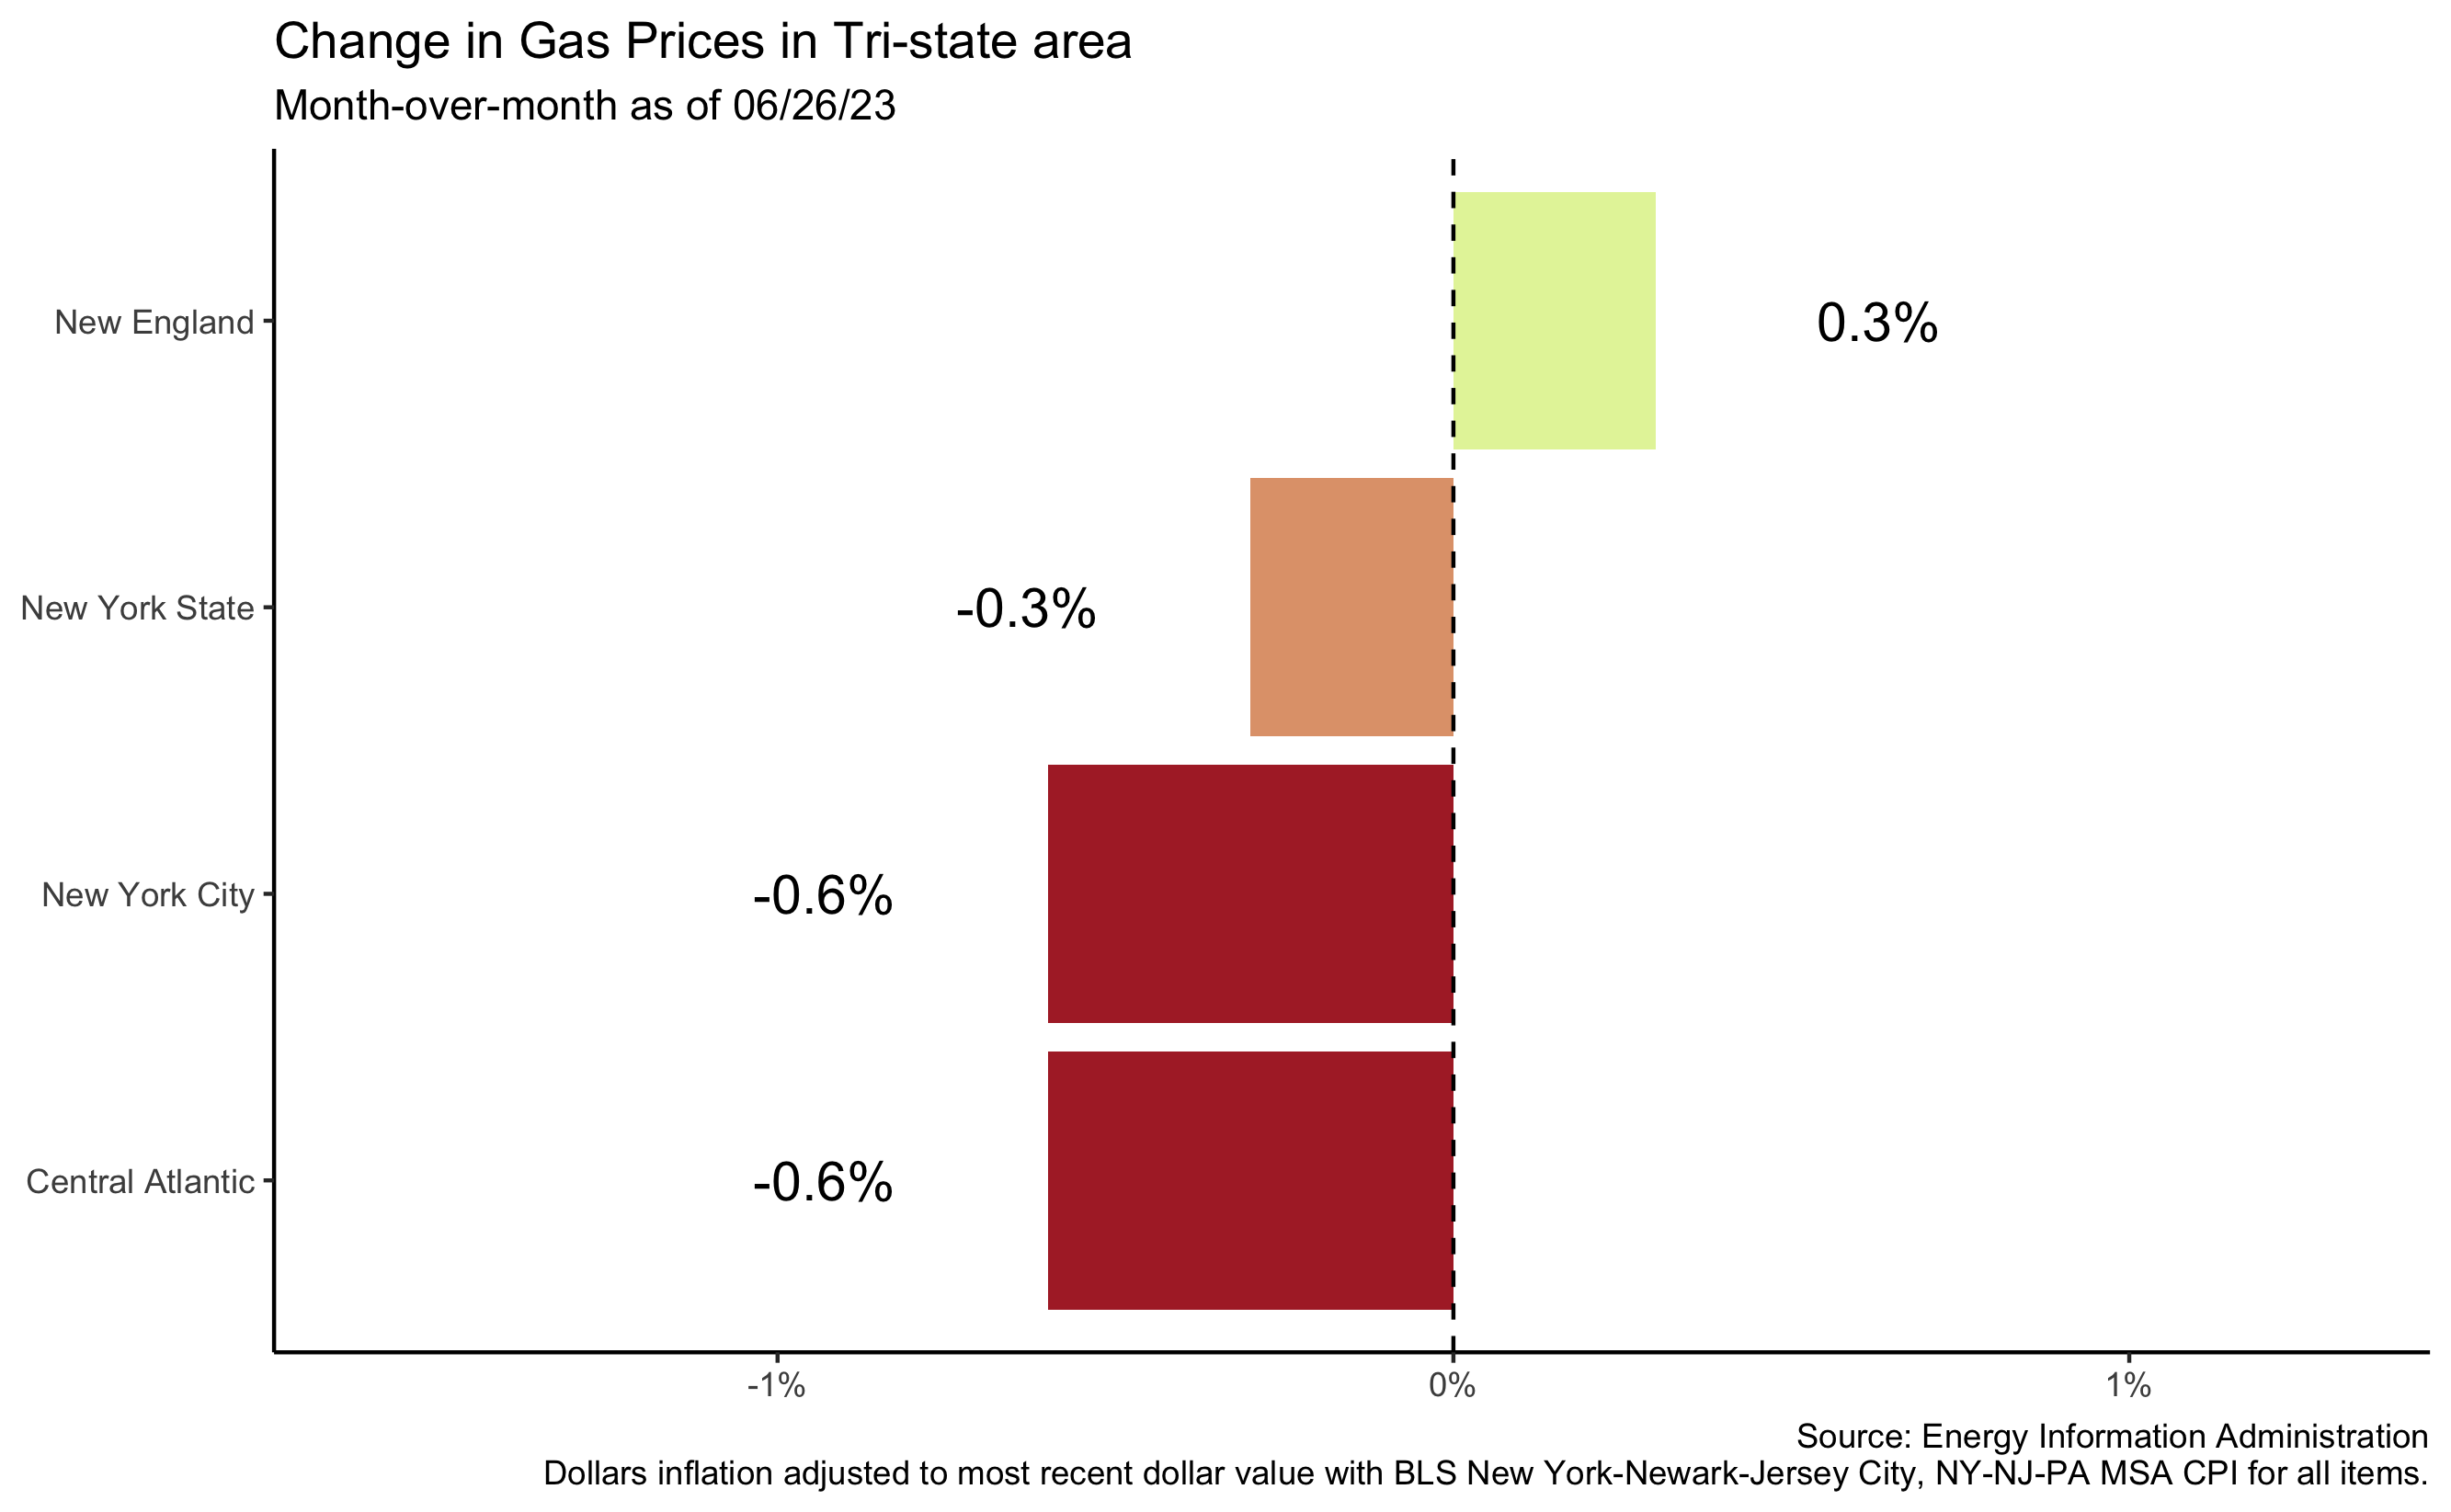 Change in Gas Prices in Tri-state area
Month-over-month as of 06/26/23
New England
0.3%
New York State
-0.3%
New York City
-0.6%
Central Atlantic
-0.6%
-1%
0%
1%
Source: Energy Information Administration
Dollars inflation adjusted to most recent dollar value with BLS New York-Newark-Jersey City, NY-NJ-PA MSA CPI for all items.